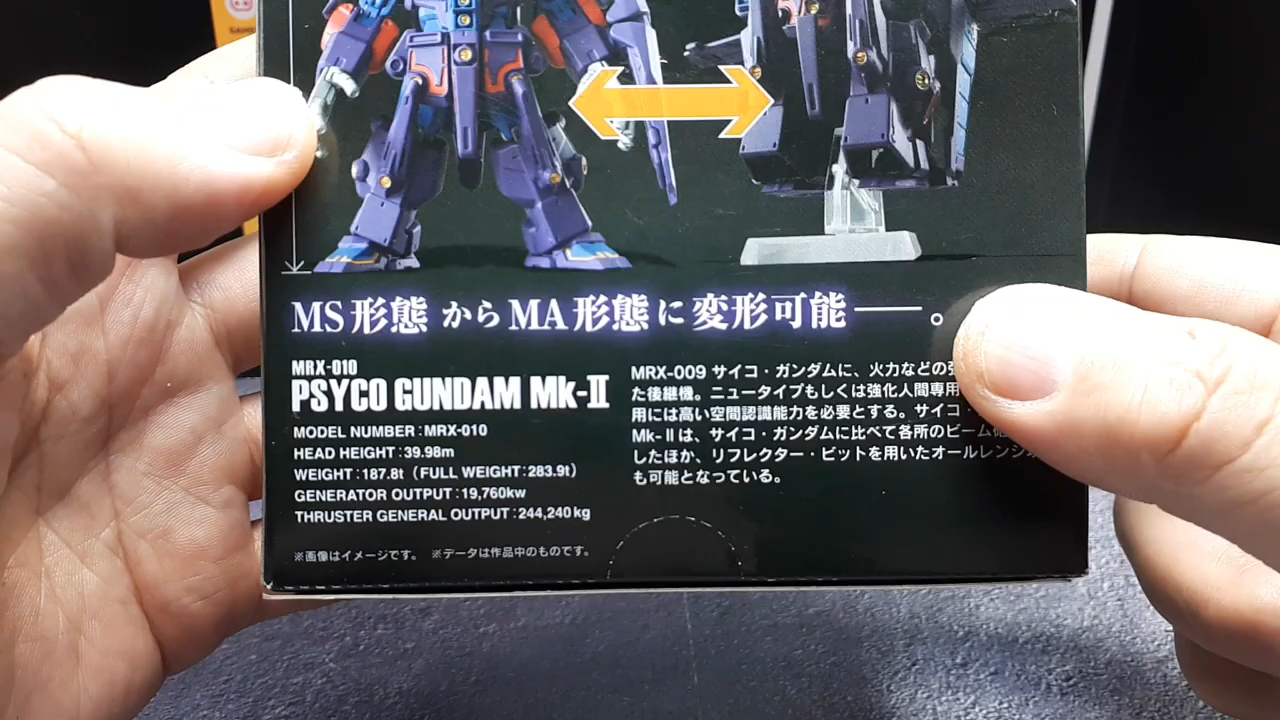 MS形態からMA形態に変形可能――。
MRX-010
PSYCO GUNDAM Mk-Ⅱ
MODEL NUMBER:MRX-010
HEAD HEIGHT:39.98m
WEIGHT:187.8t (FULL WEIGHT:283.9t)
GENERATOR OUTPUT:19,760kw
THRUSTER GENERAL OUTPUT:244,240kg
※画像はイメージです。 ※データは作品中のものです。
MRX-009 サイコ・ガンダムに、火力などの
た後継機。ニュータイプもしくは強化人間専用
用には高い空間認識能力を必要とする。サイコ・
Mk-Ⅱは、サイコ・ガンダムに比べて各所のビーム
したほか、リフレクター・ビットを用いたオールレンジ
も可能となっている。